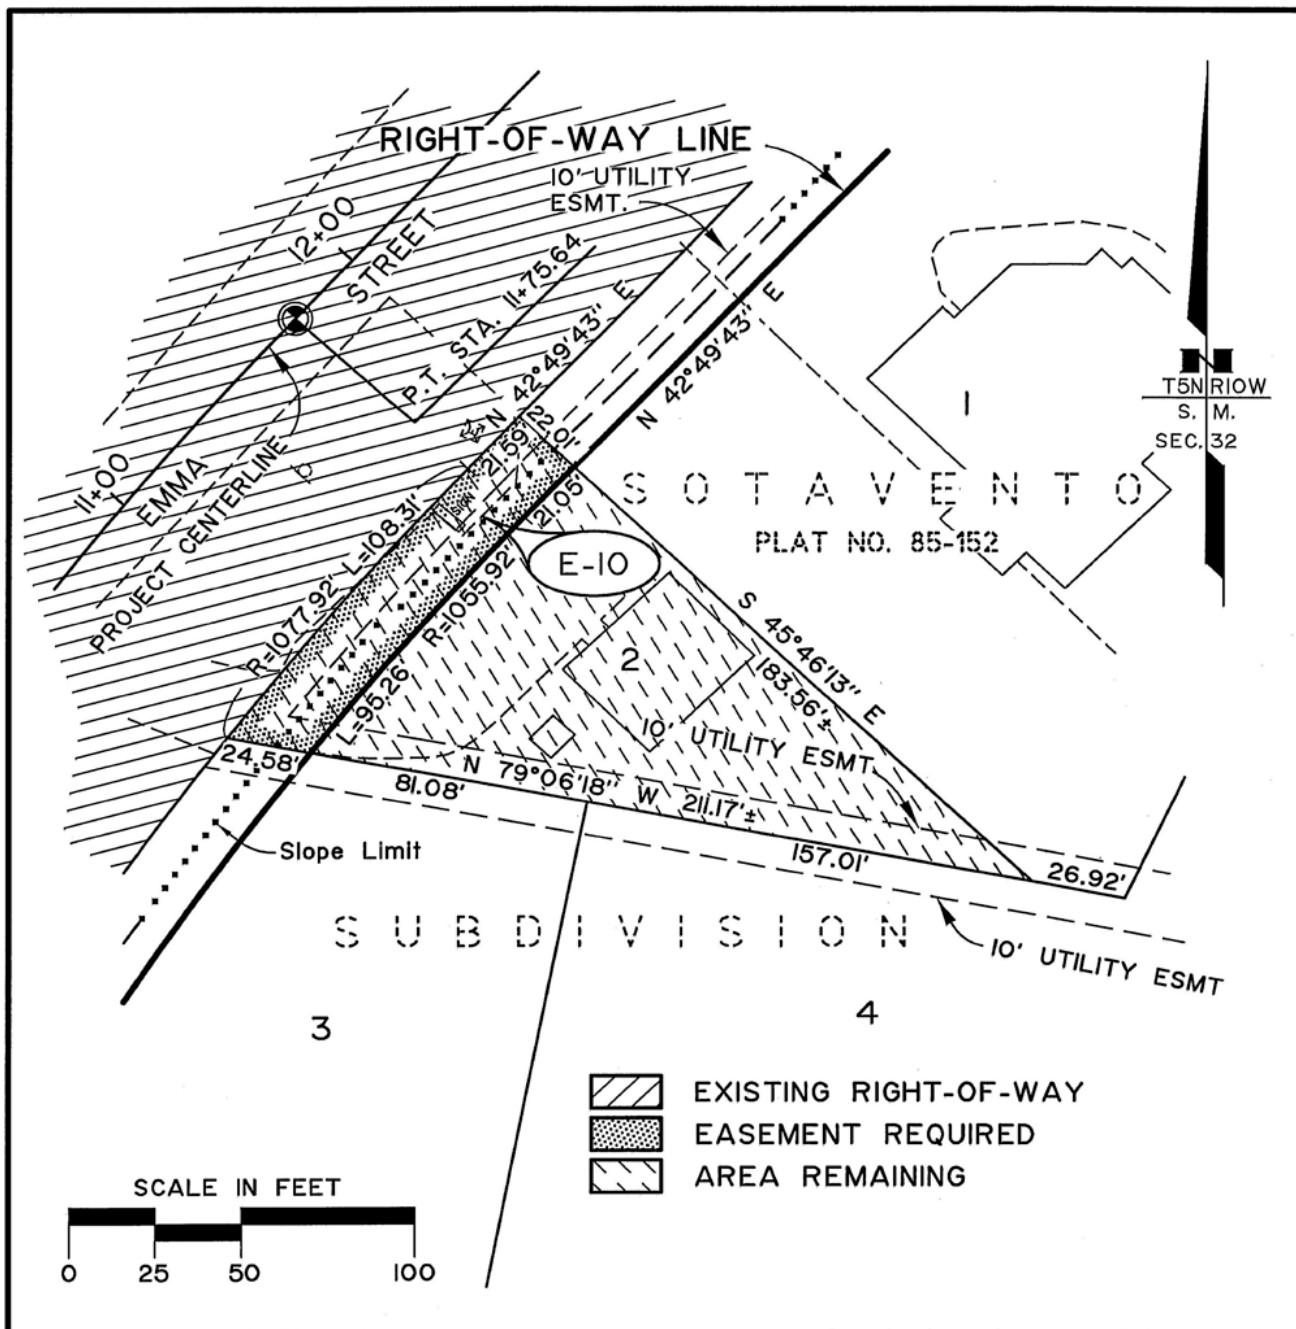 RIGHT-OF-WAY LINE
10' UTILITY
ESMT.
12+00
STREET
P.T. STA. 11+75.64
N 42°49'43" E
N 42°49'43" E
1
N
T5N R10W
S. M.
SEC. 32
11+00
EMMA
PROJECT CENTERLINE
22.01'
21.59'
21.05'
SIGN
R=1077.92' L=108.31'
R=1055.92'
L=95.26
E-10
SOTAVENTO
PLAT NO. 85-152
S 45°46'13" E
183.56'±
2
10' UTILITY ESMT.
24.58'
81.08'
N 79°06'18" W 211.17'±
157.01'
26.92'
Slope Limit
SUBDIVISION
10' UTILITY ESMT
3
4
EXISTING RIGHT-OF-WAY
EASEMENT REQUIRED
AREA REMAINING
SCALE IN FEET
0 25 50 100